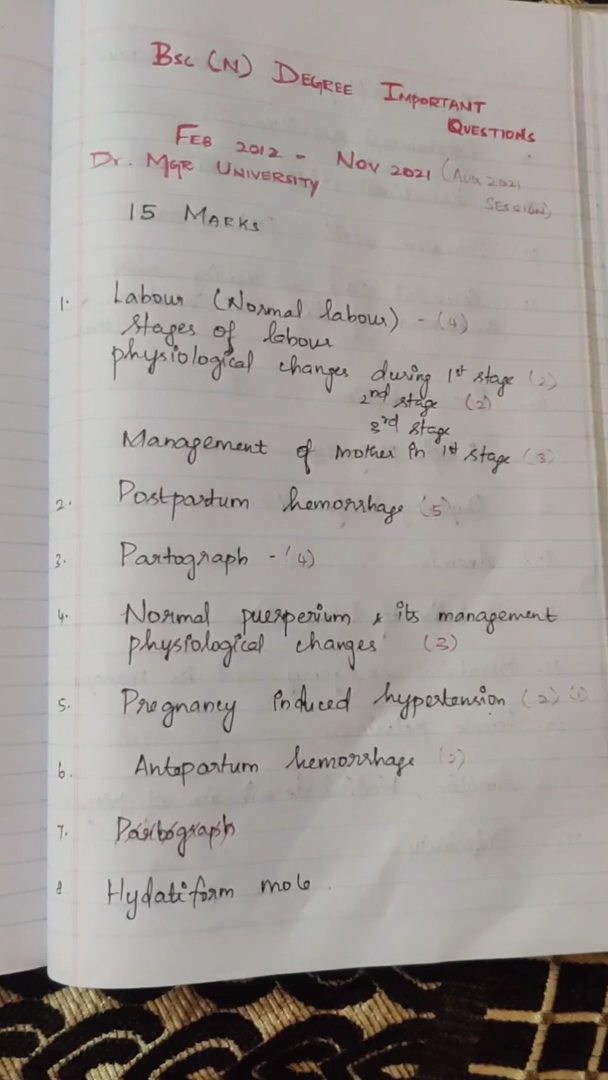 BSC (N) DEGREE IMPORTANT
QUESTIONS
FEB 2012 - NOV 2021 (AUG 2021
SESSION)
Dr. MGR UNIVERSITY
15 MARKS
1. Labour (Normal labour) - (4)
Stages of labour
physiological changes during 1st stage (2)
2nd stage (2)
3rd stage
Management of mother in 1st stage (3)
2. Postpartum hemorrhage (5)
3. Partograph - (4)
4. Normal puerperium & its management
physiological changes (3)
5. Pregnancy induced hypertension (2)
6. Antepartum hemorrhage (2)
7. Partograph
8 Hydatiform mole.